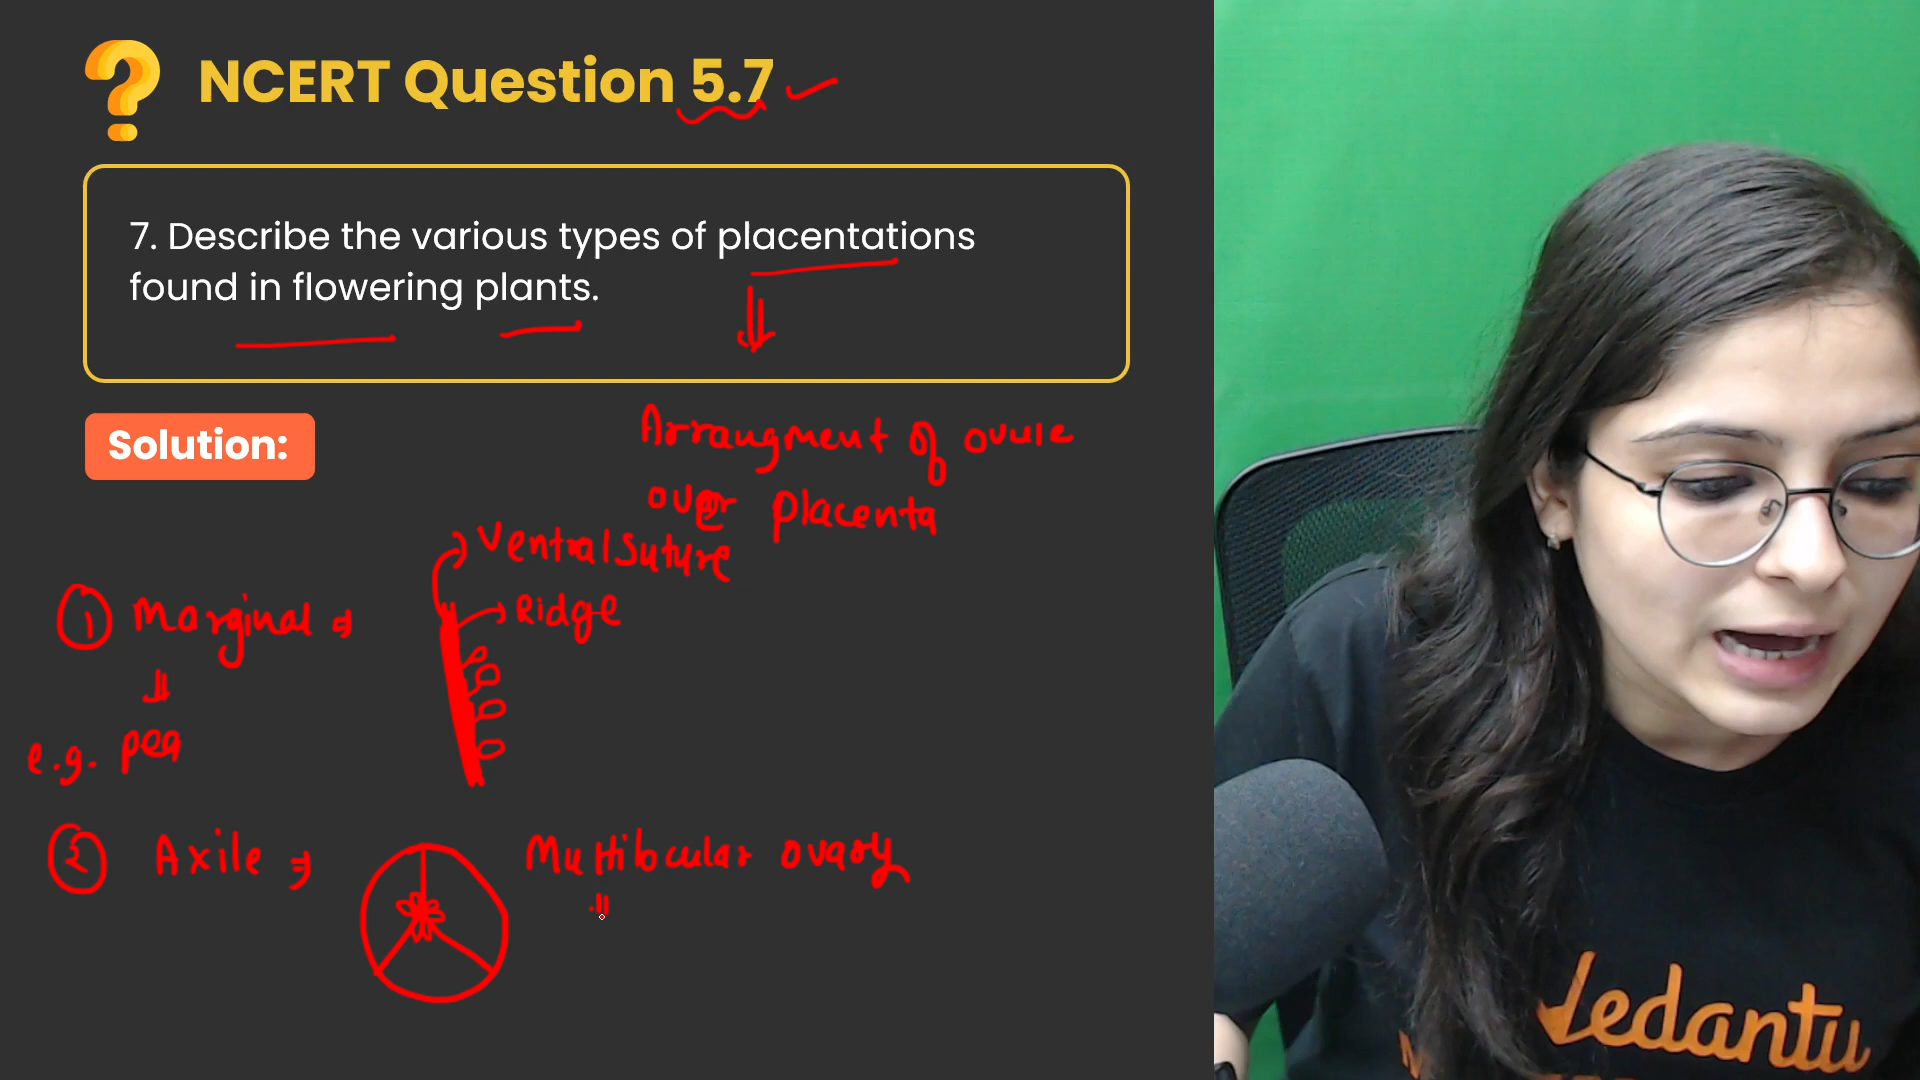 NCERT Question 5.7
7. Describe the various types of placentations
found in flowering plants.
Solution:
Arraugment of ovule
over placenta
Ventral Suture
Ridge
① Marginal ⇒
e.g. pea
② Axile ⇒
Multilocular ovary
Vedantu